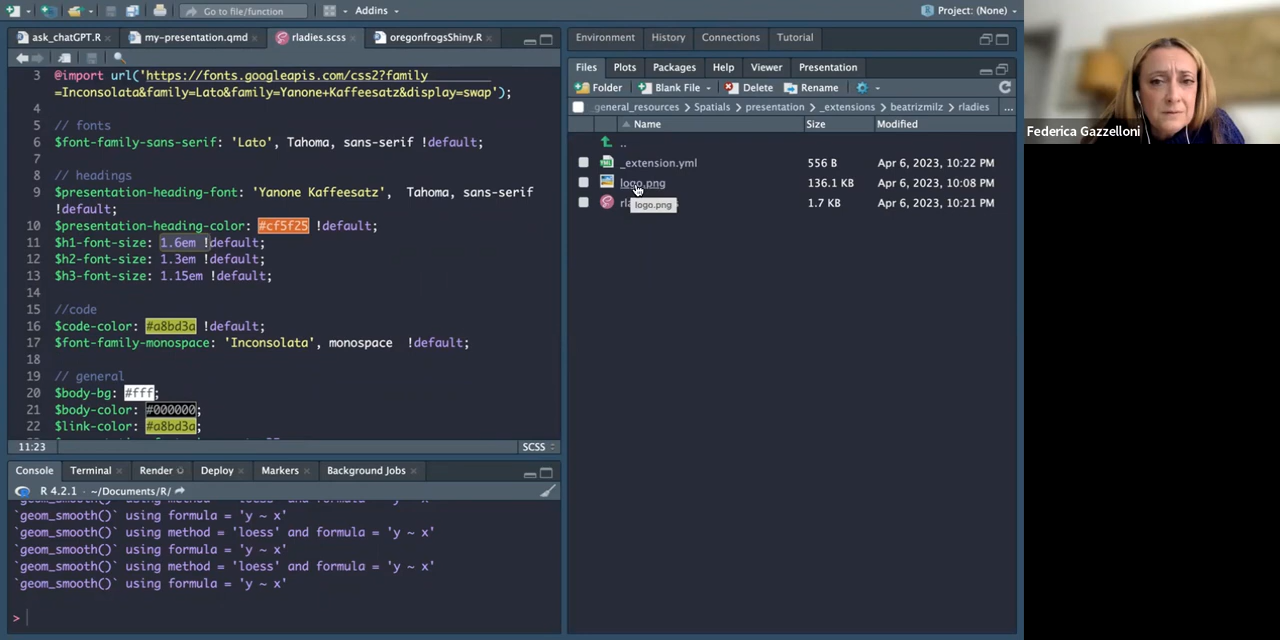 Go to file/function
Addins
Project: (None)
ask_chatGPT.R
my-presentation.qmd
rladies.scss
oregonfrogsShiny.R
3
@import url('https://fonts.googleapis.com/css2?family
=Inconsolata&family=Lato&family=Yanone+Kaffeesatz&display=swap');
4
5
// fonts
6
$font-family-sans-serif: 'Lato', Tahoma, sans-serif !default;
7
8
// headings
9
$presentation-heading-font: 'Yanone Kaffeesatz', Tahoma, sans-serif
!default;
10
$presentation-heading-color: #cf5f25 !default;
11
$h1-font-size: 1.6em !default;
12
$h2-font-size: 1.3em !default;
13
$h3-font-size: 1.15em !default;
14
15
//code
16
$code-color: #a8bd3a !default;
17
$font-family-monospace: 'Inconsolata', monospace !default;
18
19
// general
20
$body-bg: #fff;
21
$body-color: #000000;
22
$link-color: #a8bd3a;
11:23
SCSS
Console
Terminal
Render
Deploy
Markers
Background Jobs
R 4.2.1 · ~/Documents/R/
`geom_smooth()` using method = 'loess' and formula = 'y ~ x'
`geom_smooth()` using formula = 'y ~ x'
`geom_smooth()` using method = 'loess' and formula = 'y ~ x'
`geom_smooth()` using formula = 'y ~ x'
`geom_smooth()` using method = 'loess' and formula = 'y ~ x'
`geom_smooth()` using formula = 'y ~ x'
>
Environment
History
Connections
Tutorial
Files
Plots
Packages
Help
Viewer
Presentation
Folder
Blank File
Delete
Rename
general_resources
Spatials
presentation
_extensions
beatrizmilz
rladies
...
Name
Size
Modified
..
_extension.yml
556 B
Apr 6, 2023, 10:22 PM
logo.png
136.1 KB
Apr 6, 2023, 10:08 PM
logo.png
1.7 KB
Apr 6, 2023, 10:21 PM
Federica Gazzelloni